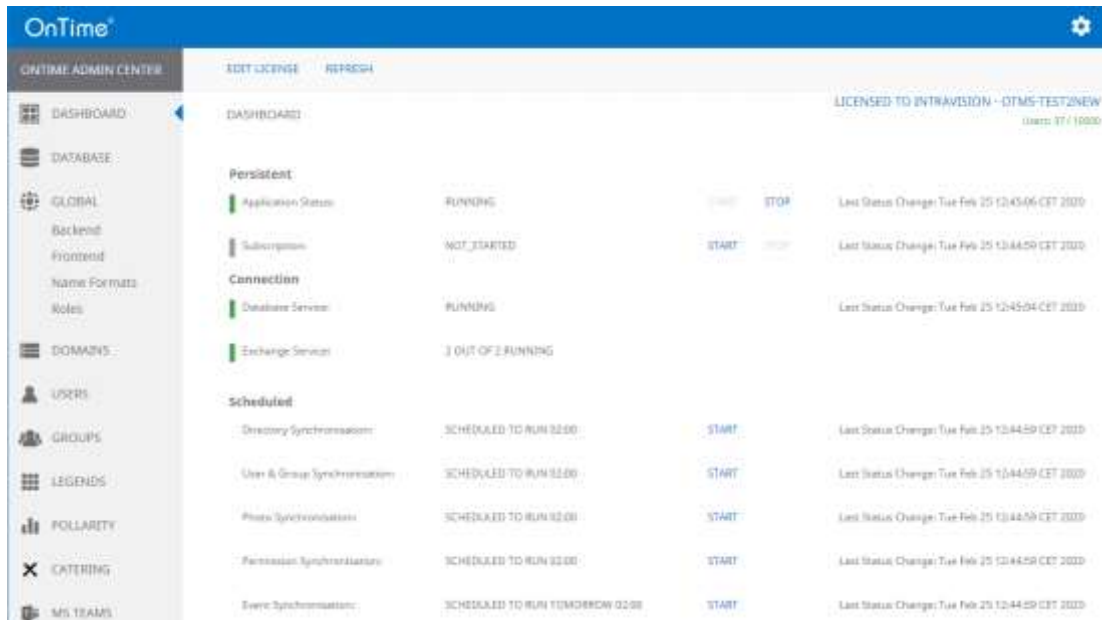 OnTime®
ONTIME ADMIN CENTER
EDIT LICENSE REFRESH
LICENSED TO INTRAVISION - OTMS-TEST2NEW
Users: 37 / 10000
DASHBOARD
DASHBOARD
DATABASE
GLOBAL
Backend
Frontend
Name Formats
Roles
DOMAINS
USERS
GROUPS
LEGENDS
POLLARITY
CATERING
MS TEAMS
Persistent
Application Status: RUNNING START STOP Last Status Change: Tue Feb 25 12:45:06 CET 2020
Subscription: NOT_STARTED START STOP Last Status Change: Tue Feb 25 12:44:59 CET 2020
Connection
Database Service: RUNNING Last Status Change: Tue Feb 25 12:45:04 CET 2020
Exchange Service: 2 OUT OF 2 RUNNING
Scheduled
Directory Synchronisation: SCHEDULED TO RUN 02:00 START Last Status Change: Tue Feb 25 12:44:59 CET 2020
User & Group Synchronisation: SCHEDULED TO RUN 02:00 START Last Status Change: Tue Feb 25 12:44:59 CET 2020
Photo Synchronisation: SCHEDULED TO RUN 02:00 START Last Status Change: Tue Feb 25 12:44:59 CET 2020
Permission Synchronisation: SCHEDULED TO RUN 02:00 START Last Status Change: Tue Feb 25 12:44:59 CET 2020
Event Synchronisation: SCHEDULED TO RUN TOMORROW 02:00 START Last Status Change: Tue Feb 25 12:44:59 CET 2020